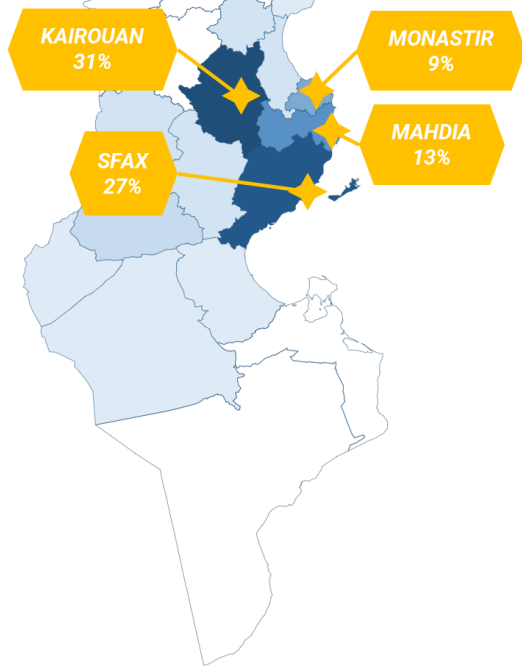 KAIROUAN
31%
MONASTIR
9%
MAHDIA
13%
SFAX
27%